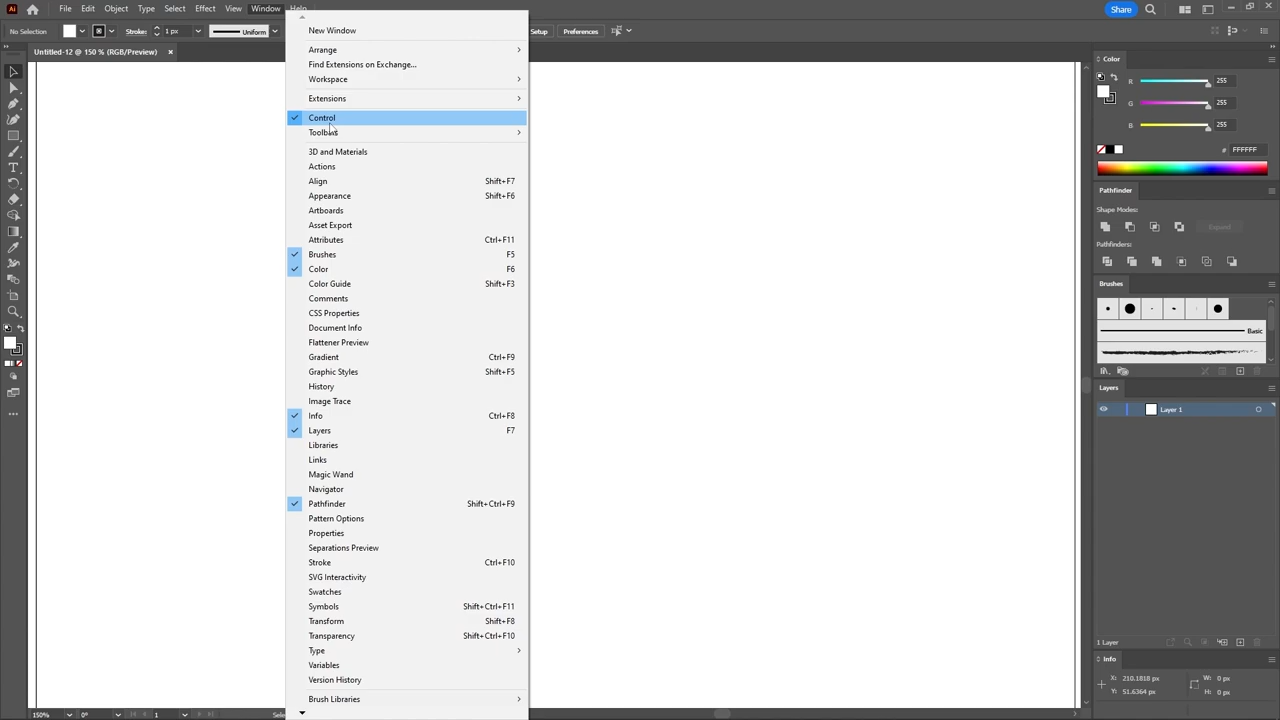 Ai File Edit Object Type Select Effect View Window Help Share
No Selection Stroke: 1 px Uniform Setup Preferences
Untitled-12 @ 150 % (RGB/Preview)
New Window
Arrange
Find Extensions on Exchange...
Workspace
Extensions
Control
Toolbars
3D and Materials
Actions
Align Shift+F7
Appearance Shift+F6
Artboards
Asset Export
Attributes Ctrl+F11
Brushes F5
Color F6
Color Guide Shift+F3
Comments
CSS Properties
Document Info
Flattener Preview
Gradient Ctrl+F9
Graphic Styles Shift+F5
History
Image Trace
Info Ctrl+F8
Layers F7
Libraries
Links
Magic Wand
Navigator
Pathfinder Shift+Ctrl+F9
Pattern Options
Properties
Separations Preview
Stroke Ctrl+F10
SVG Interactivity
Swatches
Symbols Shift+Ctrl+F11
Transform Shift+F8
Transparency Shift+Ctrl+F10
Type
Variables
Version History
Brush Libraries
Color
R 255
G 255
B 255
# FFFFFF
Pathfinder
Shape Modes:
Expand
Pathfinders:
Brushes
Basic
Layers
Layer 1
1 Layer
Info
X: 210.1818 px W: 0 px
Y: 51.6364 px H: 0 px
150% 0° 1